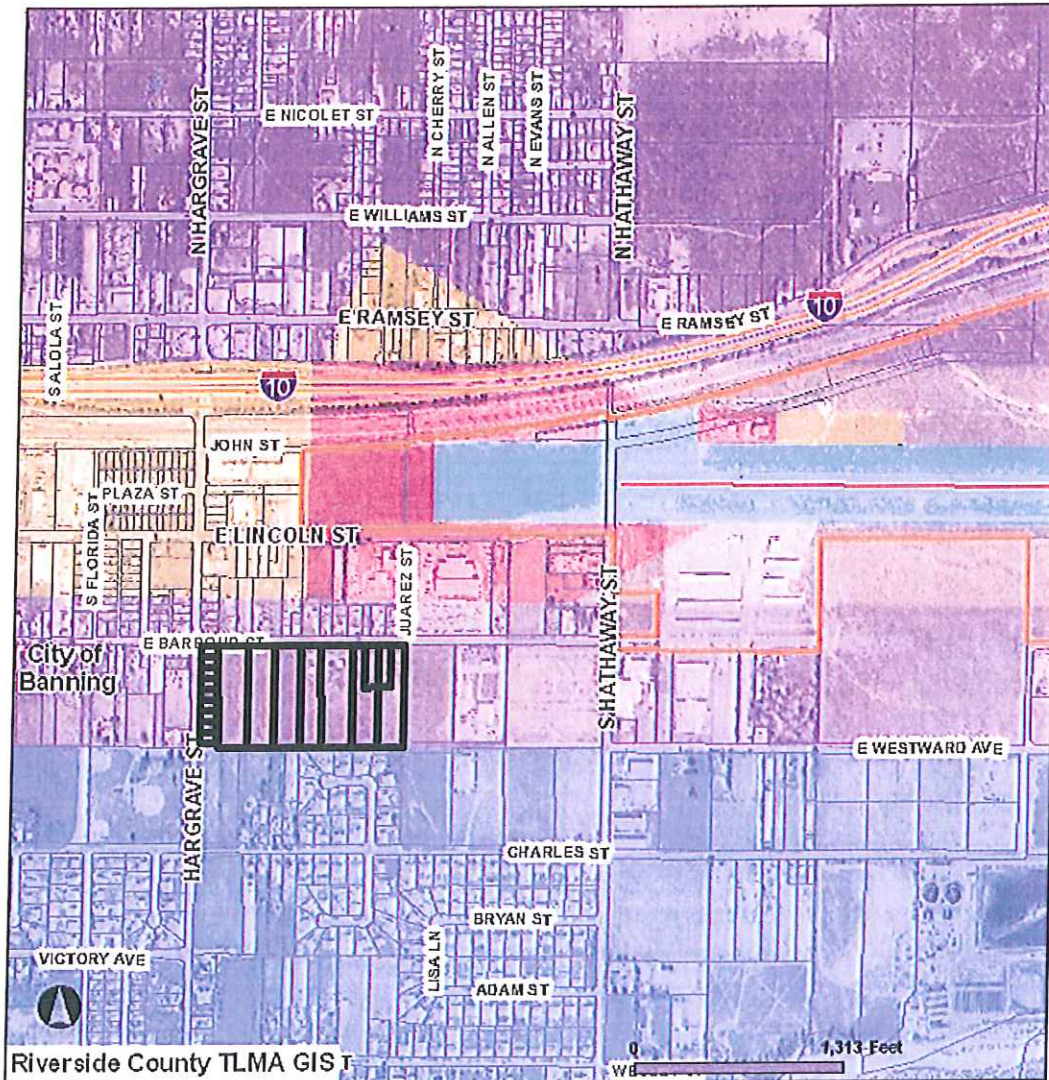 E NICOLET ST
N HARGRAVE ST
N CHERRY ST
N ALLEN ST
N EVANS ST
N HATHAWAY ST
E WILLIAMS ST
E RAMSEY ST
E RAMSEY ST
10
S ALOLA ST
10
JOHN ST
PLAZA ST
S FLORIDA ST
E LINCOLN ST
JUAREZ ST
S HATHAWAY ST
E BARBOUR ST
City of
Banning
HARGRAVE ST
E WESTWARD AVE
CHARLES ST
BRYAN ST
LISA LN
VICTORY AVE
ADAM ST
0 1,313 Feet
Riverside County TLMA GIS T